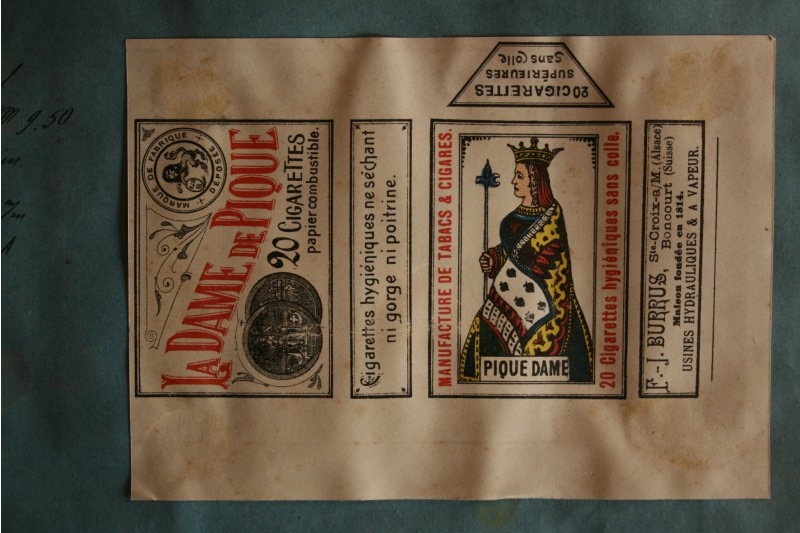 9.50
MARQUE DE FABRIQUE
DÉPOSÉE
LA DAME DE PIQUE
20 CIGARETTES
papier combustible.
Cigarettes hygiéniques ne séchant
ni gorge ni poitrine.
20 CIGARETTES
SUPÉRIEURES
Sans Colle
MANUFACTURE DE TABACS & CIGARES.
PIQUE DAME
20 Cigarettes hygiéniques sans colle.
F.-J. BURRUS, Ste-Croix-a/M. (Alsace)
Boncourt (Suisse)
Maison fondée en 1814.
USINES HYDRAULIQUES & A VAPEUR.